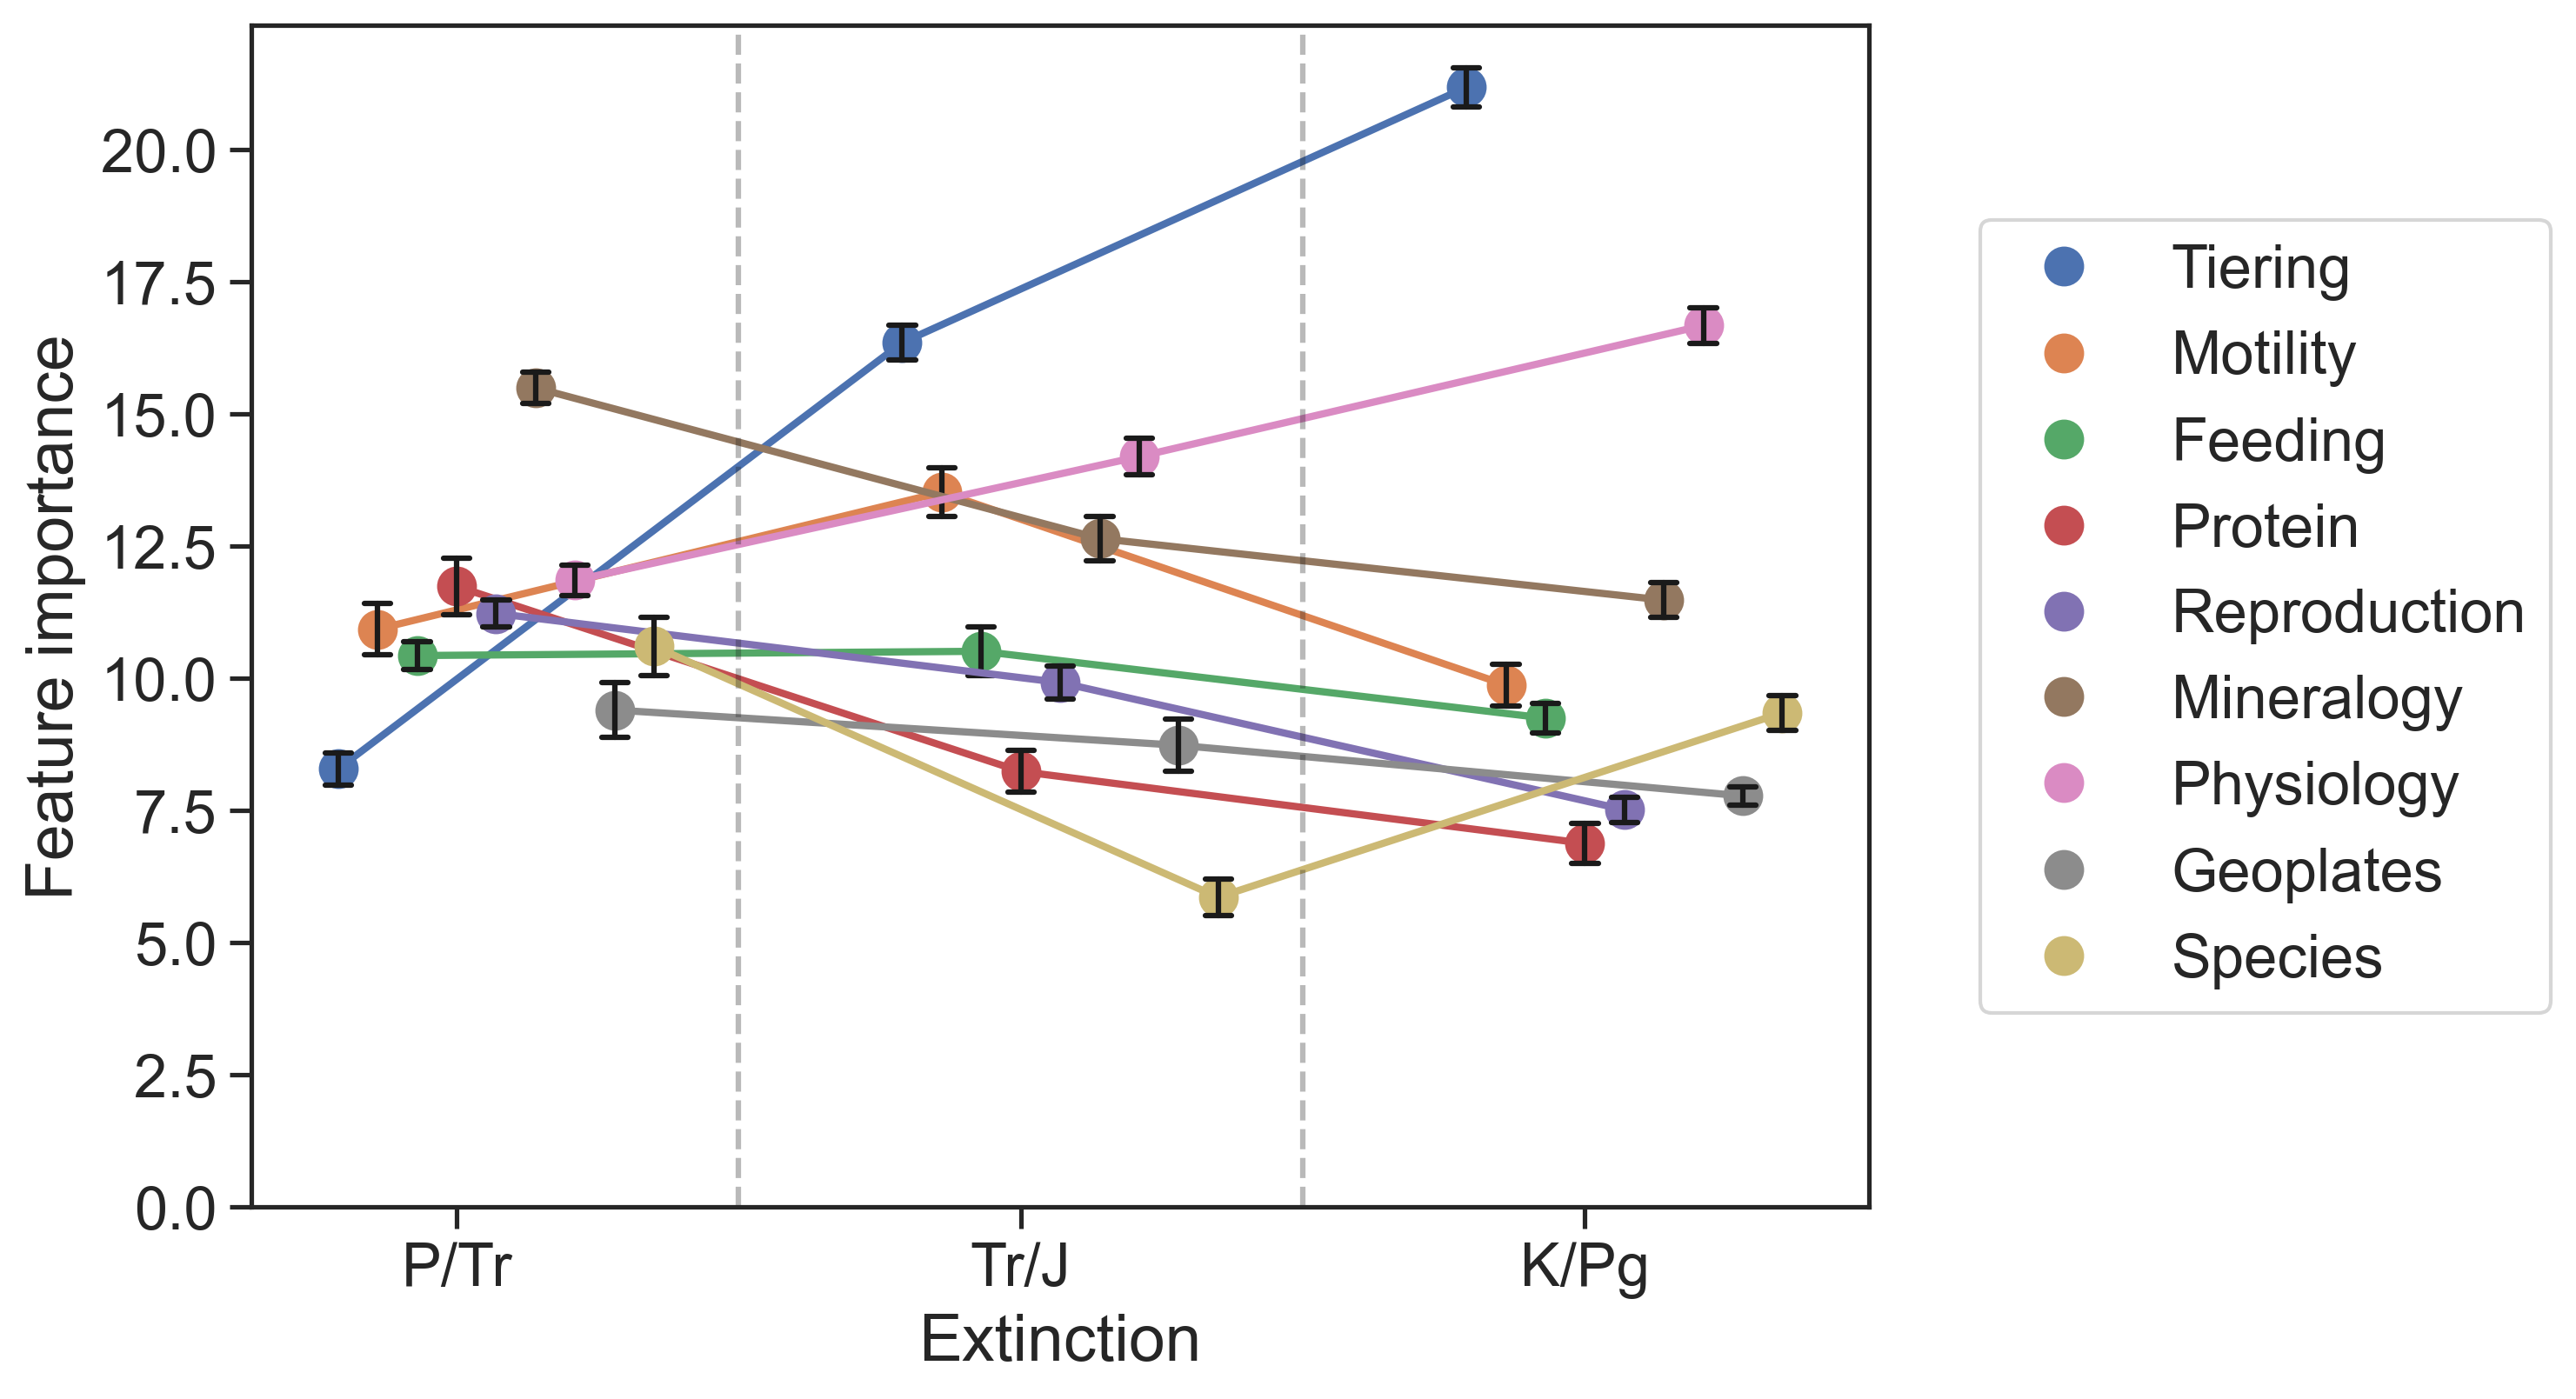 Feature importance
20.0
17.5
15.0
12.5
10.0
7.5
5.0
2.5
0.0
P/Tr
Tr/J
K/Pg
Extinction
Tiering
Motility
Feeding
Protein
Reproduction
Mineralogy
Physiology
Geoplates
Species